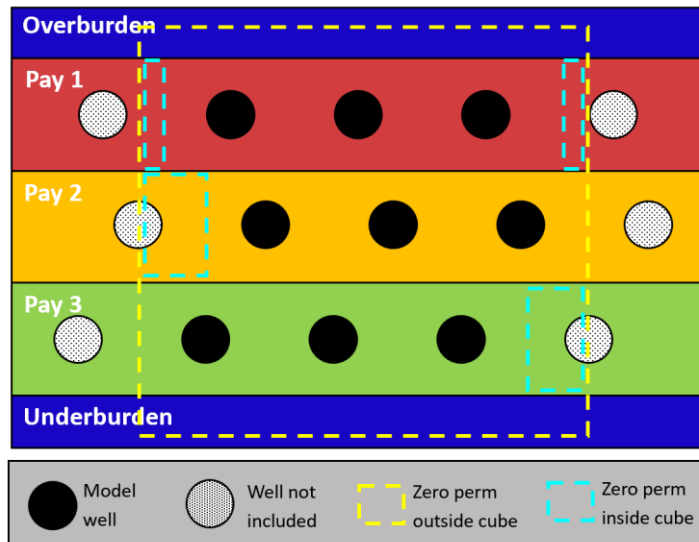 Overburden
Pay 1
Pay 2
Pay 3
Underburden
Model
well
Well not
included
Zero perm
outside cube
Zero perm
inside cube